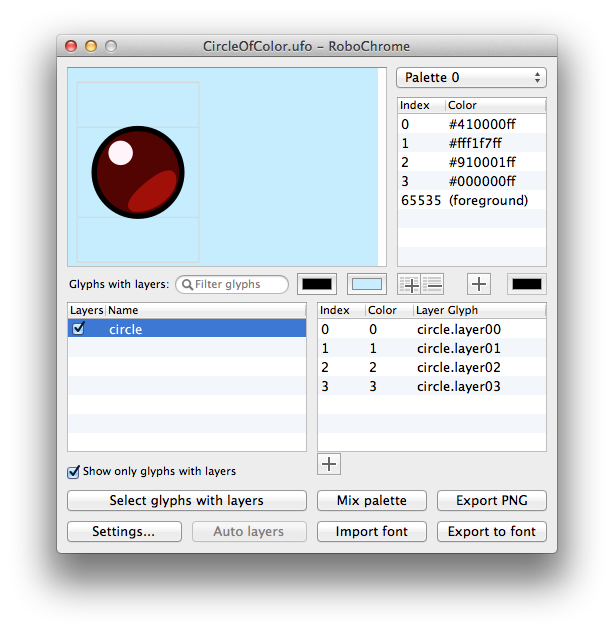 CircleOfColor.ufo – RoboChrome
Palette 0
Index Color
0 #410000ff
1 #fff1f7ff
2 #910001ff
3 #000000ff
65535 (foreground)
Glyphs with layers: Filter glyphs
Layers Name
circle
Index Color Layer Glyph
0 0 circle.layer00
1 1 circle.layer01
2 2 circle.layer02
3 3 circle.layer03
Show only glyphs with layers
Select glyphs with layers Mix palette Export PNG
Settings... Auto layers Import font Export to font